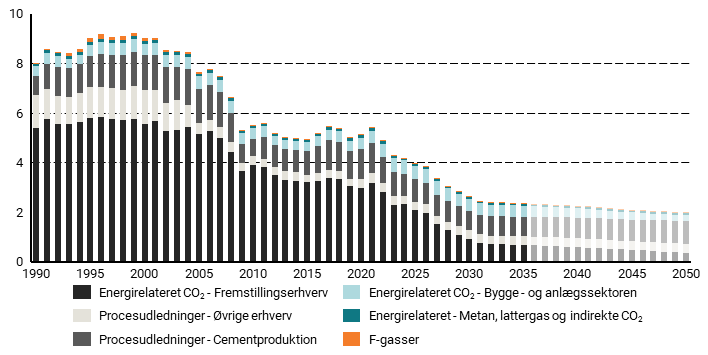 10
8
6
4
2
0
1990 1995 2000 2005 2010 2015 2020 2025 2030 2035 2040 2045 2050
Energirelateret CO₂ - Fremstillingserhverv
Energirelateret CO₂ - Bygge - og anlægssektoren
Procesudledninger - Øvrige erhverv
Energirelateret - Metan, lattergas og indirekte CO₂
Procesudledninger - Cementproduktion
F-gasser